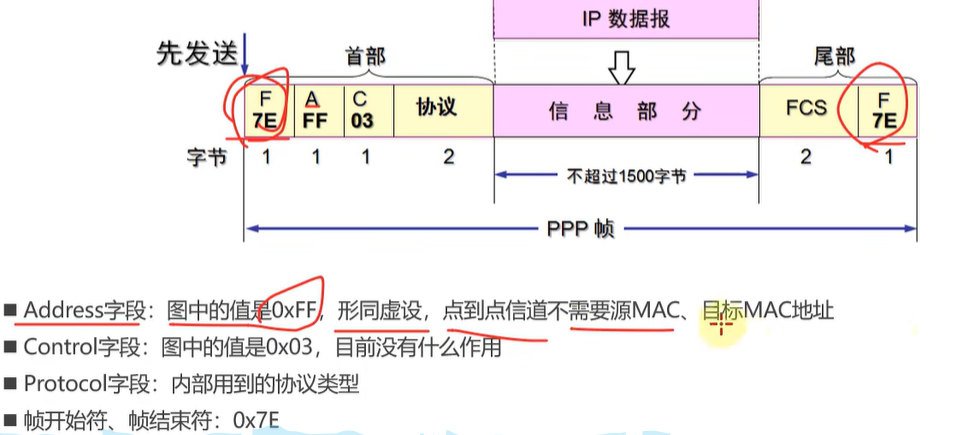 IP 数据报
先发送
首部
尾部
F
7E
A
FF
C
03
协议
信息部分
FCS
F
7E
字节
1
1
1
2
不超过1500字节
2
1
PPP 帧
■ Address字段：图中的值是0xFF，形同虚设，点到点信道不需要源MAC、目标MAC地址
■ Control字段：图中的值是0x03，目前没有什么作用
■ Protocol字段：内部用到的协议类型
■ 帧开始符、帧结束符：0x7E